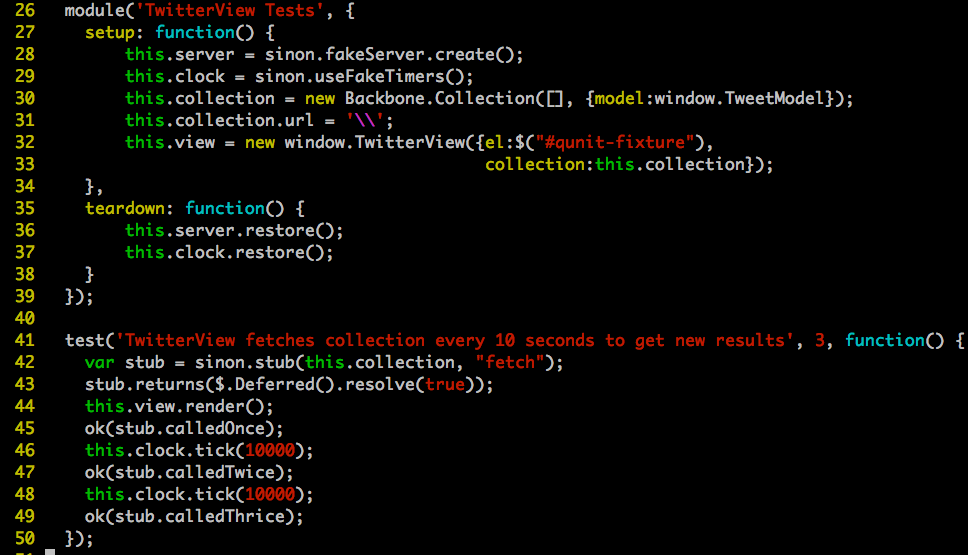 26 module('TwitterView Tests', {
27 setup: function() {
28 this.server = sinon.fakeServer.create();
29 this.clock = sinon.useFakeTimers();
30 this.collection = new Backbone.Collection([], {model:window.TweetModel});
31 this.collection.url = '\\';
32 this.view = new window.TwitterView({el:$("#qunit-fixture"),
33 collection:this.collection});
34 },
35 teardown: function() {
36 this.server.restore();
37 this.clock.restore();
38 }
39 });
40
41 test('TwitterView fetches collection every 10 seconds to get new results', 3, function() {
42 var stub = sinon.stub(this.collection, "fetch");
43 stub.returns($.Deferred().resolve(true));
44 this.view.render();
45 ok(stub.calledOnce);
46 this.clock.tick(10000);
47 ok(stub.calledTwice);
48 this.clock.tick(10000);
49 ok(stub.calledThrice);
50 });